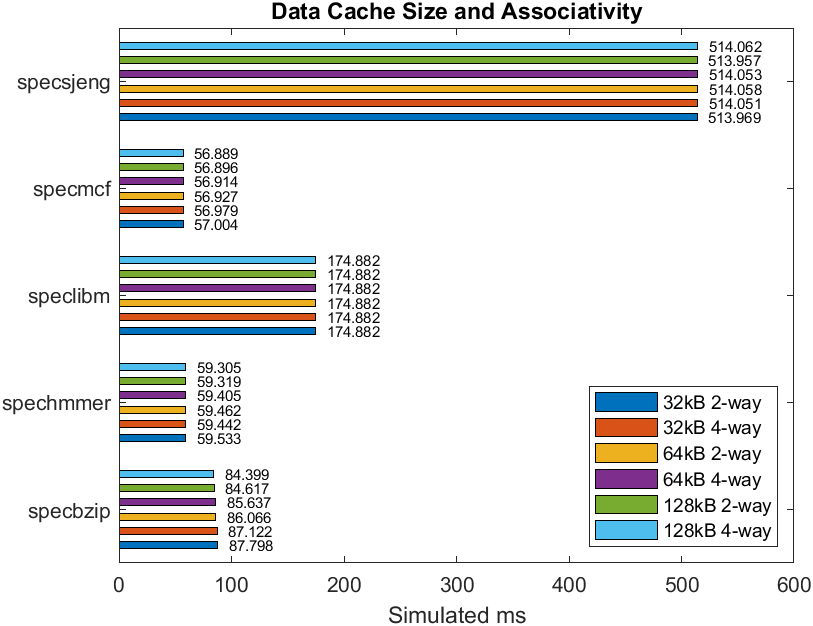 Data Cache Size and Associativity
specsjeng
514.062
513.957
514.053
514.058
514.051
513.969
specmcf
56.889
56.896
56.914
56.927
56.979
57.004
speclibm
174.882
174.882
174.882
174.882
174.882
174.882
spechmmer
59.305
59.319
59.405
59.462
59.442
59.533
specbzip
84.399
84.617
85.637
86.066
87.122
87.798
32kB 2-way
32kB 4-way
64kB 2-way
64kB 4-way
128kB 2-way
128kB 4-way
0 100 200 300 400 500 600
Simulated ms